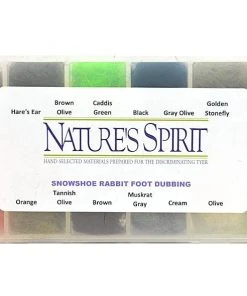 Brown Caddis Golden
Hare's Ear Olive Green Black Gray Olive Stonefly
NATURE'S SPIRIT
HAND SELECTED MATERIALS PREPARED FOR THE DISCRIMINATING TYER
SNOWSHOE RABBIT FOOT DUBBING
Tannish Muskrat
Orange Olive Brown Gray Cream Olive